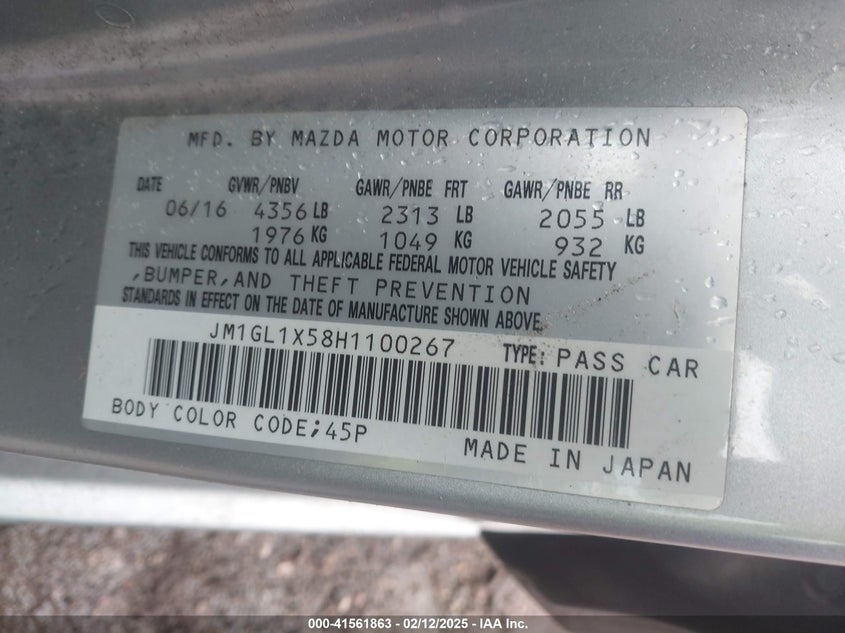 MFD. BY MAZDA MOTOR CORPORATION
DATE GVWR/PNBV GAWR/PNBE FRT GAWR/PNBE RR
06/16 4356 LB 2313 LB 2055 LB
1976 KG 1049 KG 932 KG
THIS VEHICLE CONFORMS TO ALL APPLICABLE FEDERAL MOTOR VEHICLE SAFETY
,BUMPER,AND THEFT PREVENTION
STANDARDS IN EFFECT ON THE DATE OF MANUFACTURE SHOWN ABOVE.
JM1GL1X58H1100267 TYPE: PASS CAR
BODY COLOR CODE;45P
MADE IN JAPAN
000-41561863 - 02/12/2025 - IAA Inc.